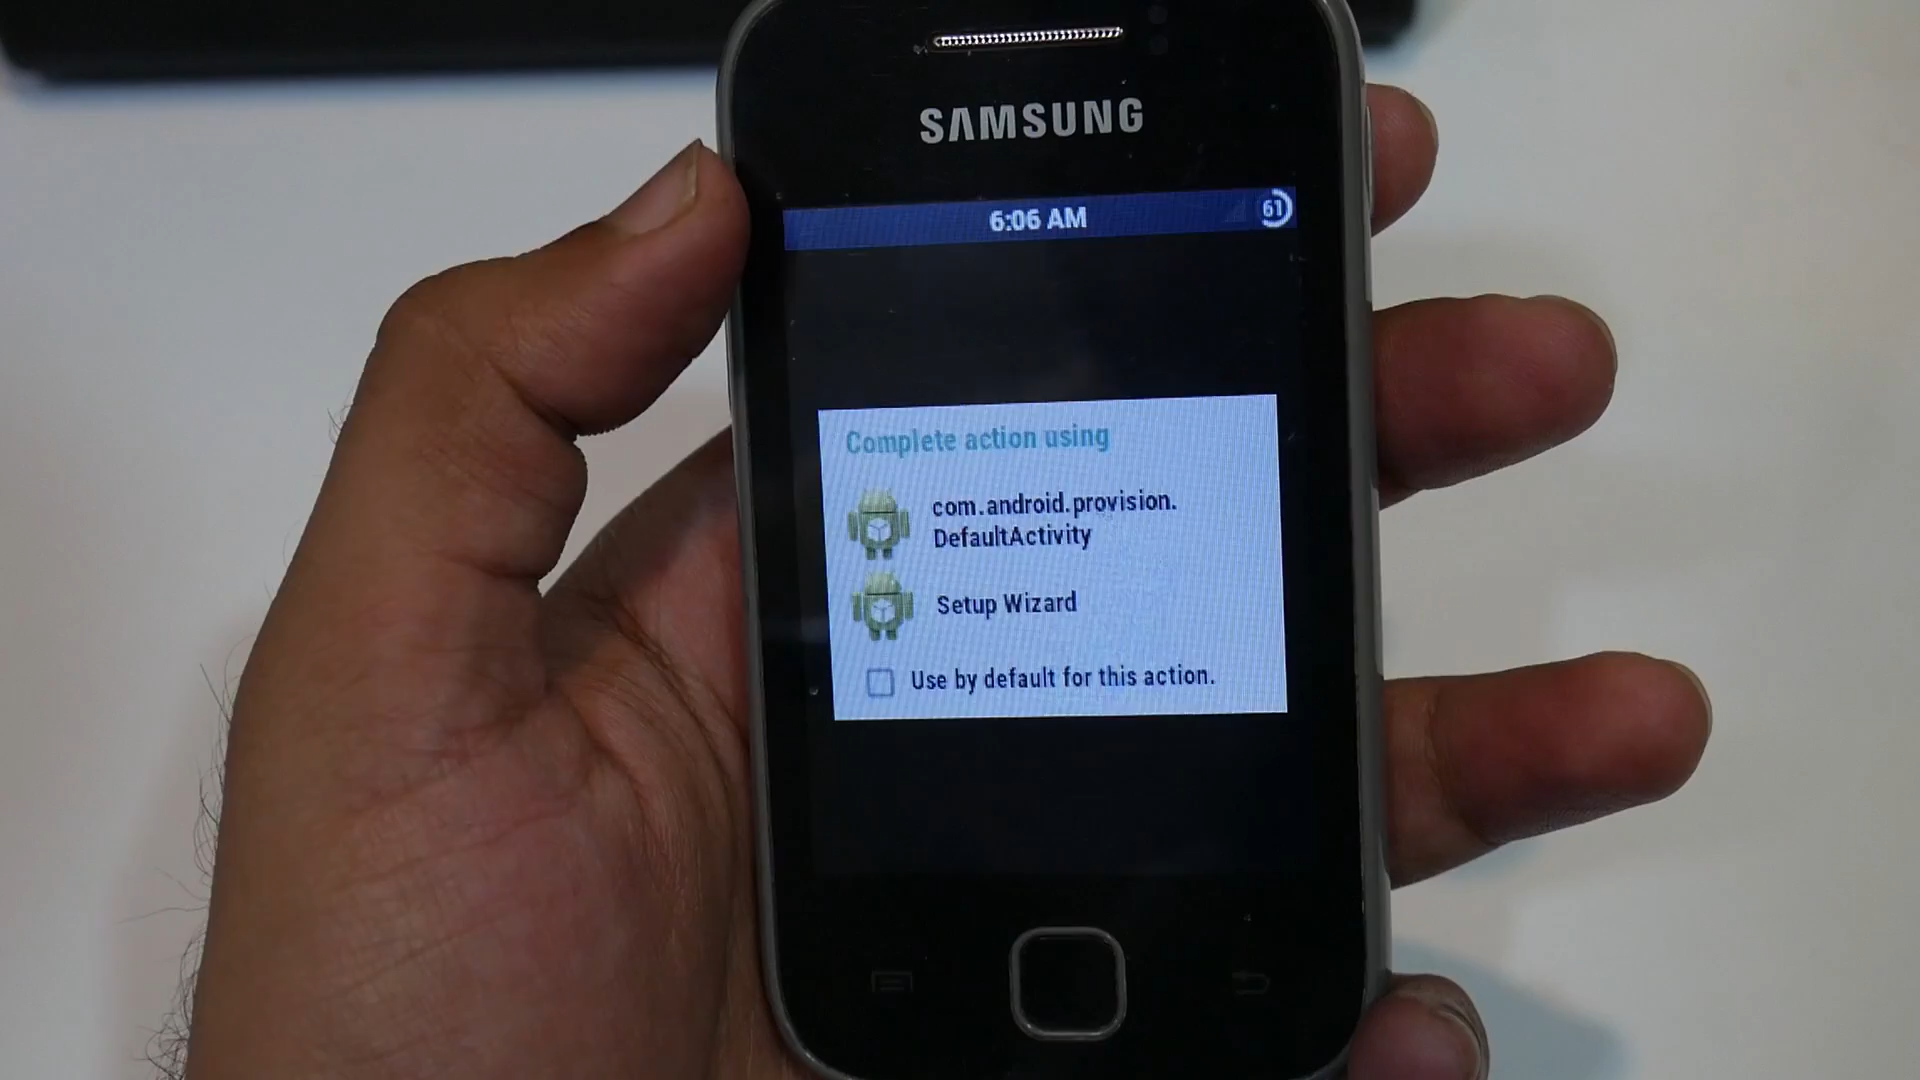 SAMSUNG
6:06 AM
61
Complete action using
com.android.provision.
DefaultActivity
Setup Wizard
Use by default for this action.